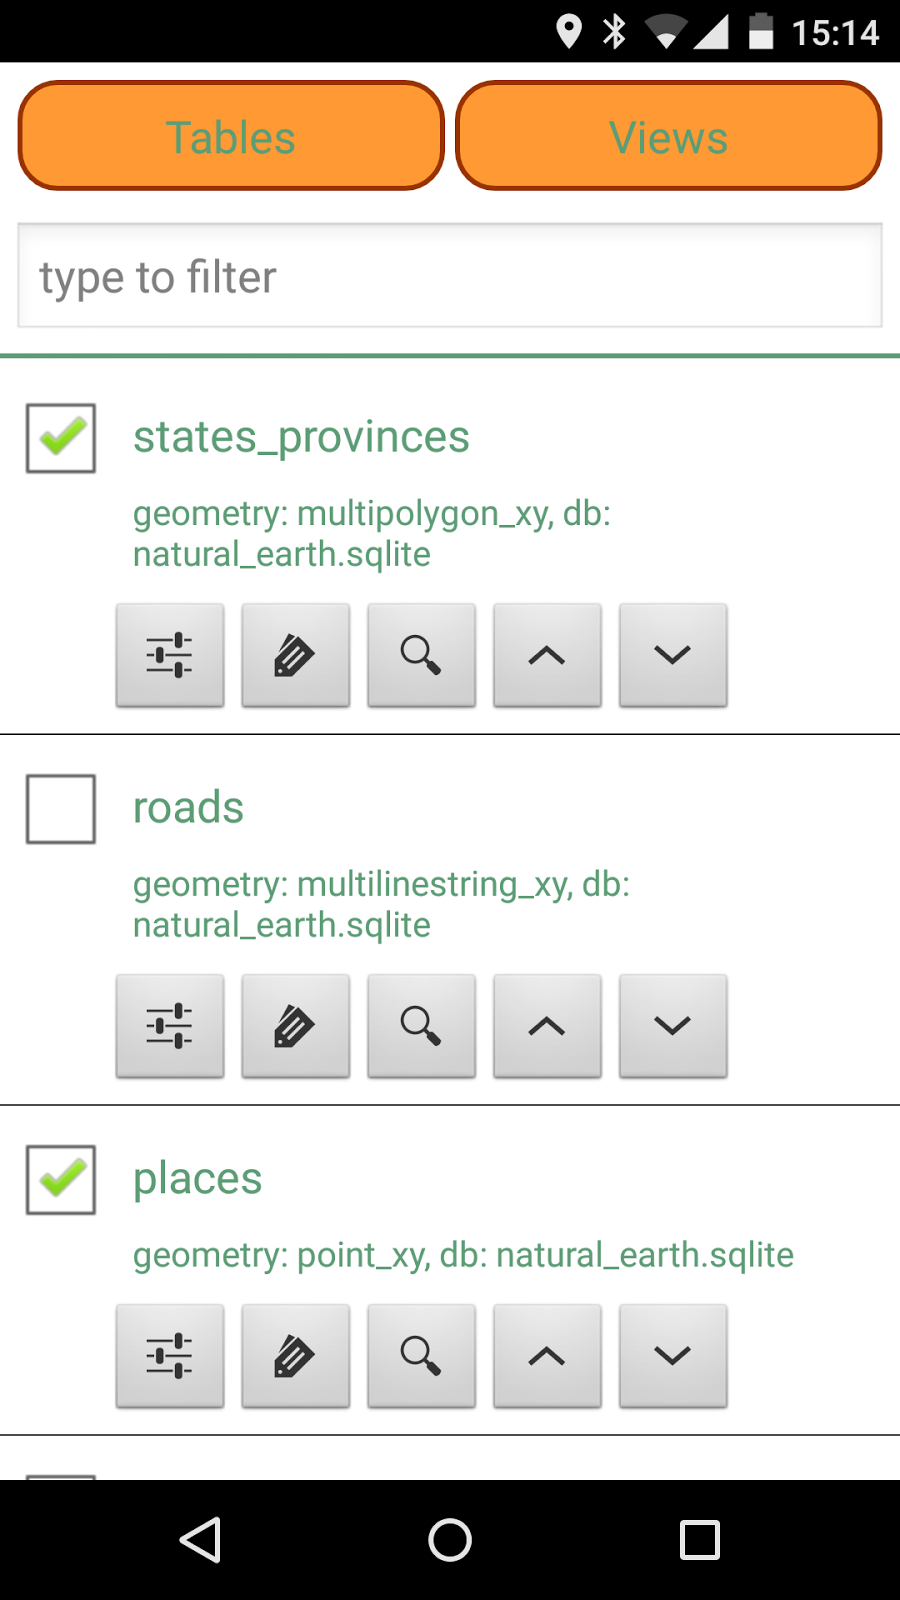 15:14
Tables Views
type to filter
states_provinces
geometry: multipolygon_xy, db:
natural_earth.sqlite
roads
geometry: multilinestring_xy, db:
natural_earth.sqlite
places
geometry: point_xy, db: natural_earth.sqlite